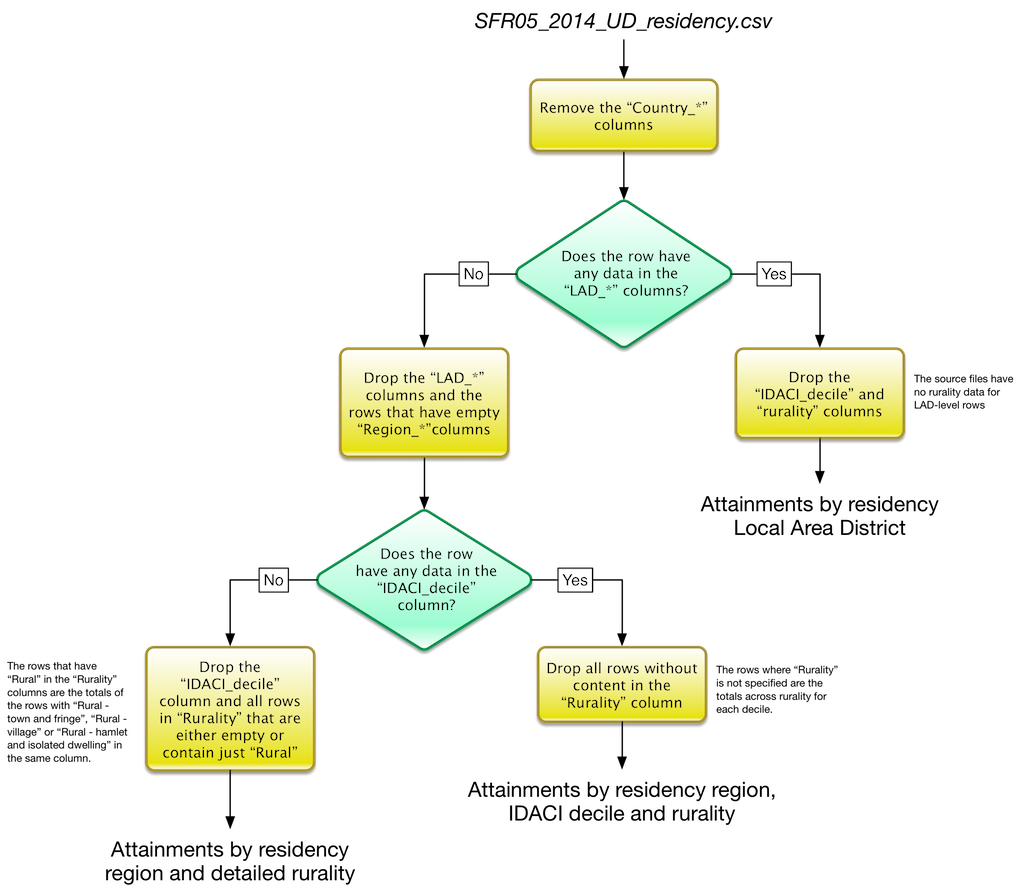 SFR05_2014_UD_residency.csv
Remove the “Country_*”
columns
Does the row have
any data in the
“LAD_*” columns?
No
Yes
Drop the “LAD_*”
columns and the
rows that have empty
“Region_*”columns
Drop the
“IDACI_decile” and
“rurality” columns
The source files have
no rurality data for
LAD-level rows
Attainments by residency
Local Area District
Does the row
have any data in the
“IDACI_decile”
column?
No
Yes
The rows that have
“Rural” in the “Rurality”
columns are the totals of
the rows with “Rural -
town and fringe”, “Rural -
village” or “Rural - hamlet
and isolated dwelling” in
the same column.
Drop the
“IDACI_decile”
column and all rows
in “Rurality” that are
either empty or
contain just “Rural”
Drop all rows without
content in the
“Rurality” column
The rows where “Rurality”
is not specified are the
totals across rurality for
each decile.
Attainments by residency region,
IDACI decile and rurality
Attainments by residency
region and detailed rurality